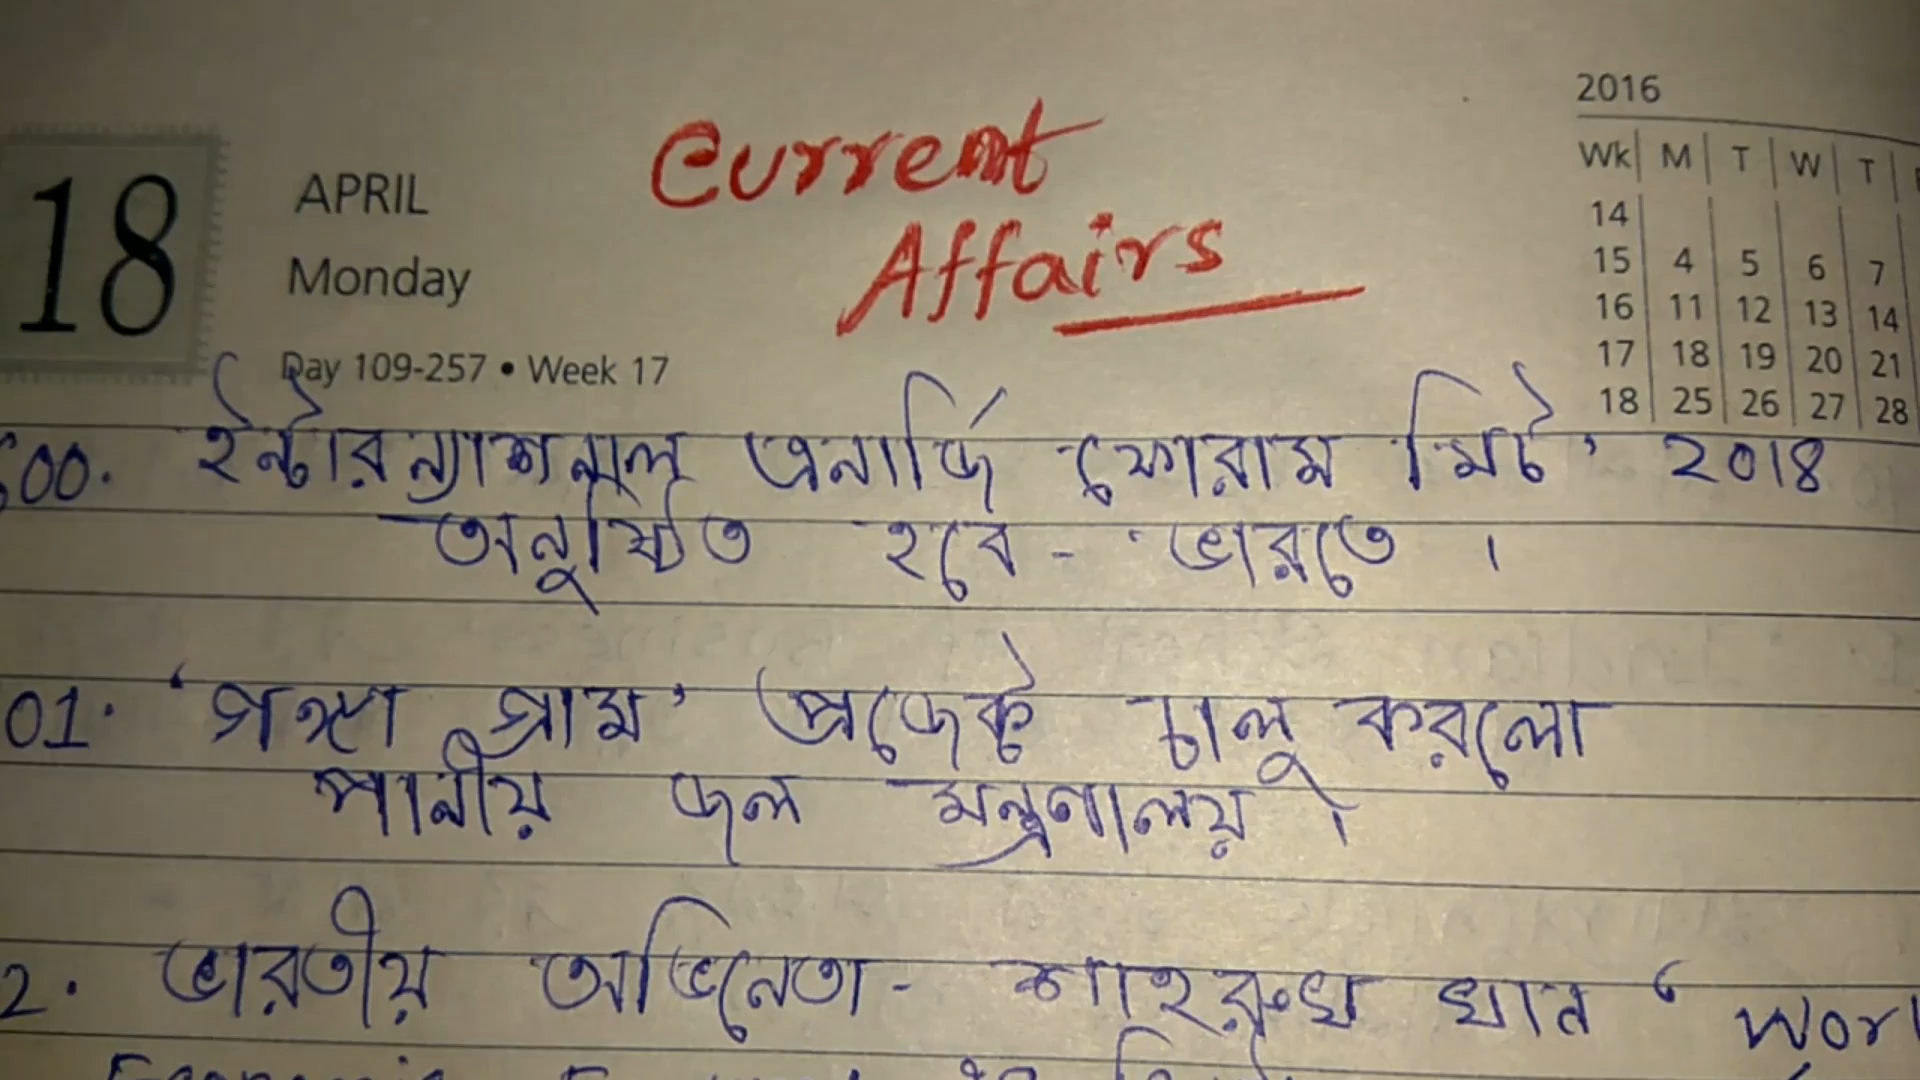 2016
Current
Wk M T W T
18
APRIL
14
Affairs
15 4 5 6 7
Monday
16 11 12 13 14
17 18 19 20 21
Day 109-257 • Week 17
18 25 26 27 28
00. ইন্টারন্যাশন্যল এনার্জি ফোরাম মিট' 2018
অনুষ্ঠিত হবে - ভারতে ।
01. 'গঙ্গা গ্রাম' প্রজেক্ট চালু করলো
পানীয় জল মন্ত্রণালয় ।
2. ভারতীয় অভিনেতা - শাহরুখ খান '